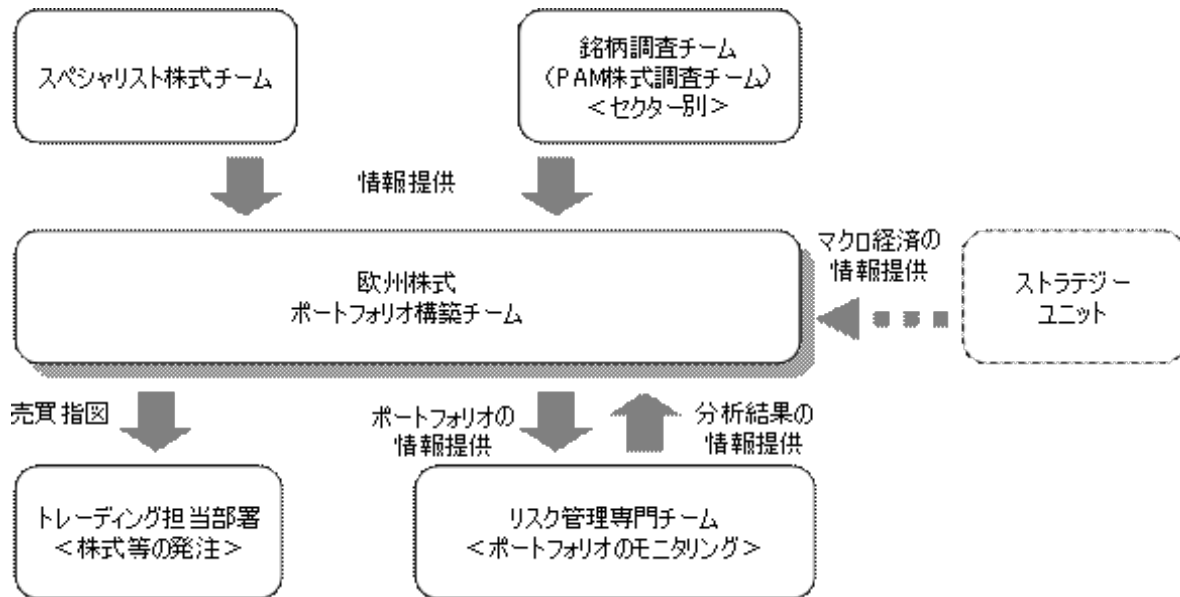 スペシャリスト株式チーム
銘柄調査チーム
(PAM株式調査チーム)
<セクター別>
情報提供
欧州株式
ポートフォリオ構築チーム
マクロ経済の
情報提供
ストラテジー
ユニット
売買指図
ポートフォリオの
情報提供
分析結果の
情報提供
トレーディング担当部署
<株式等の発注>
リスク管理専門チーム
<ポートフォリオのモニタリング>